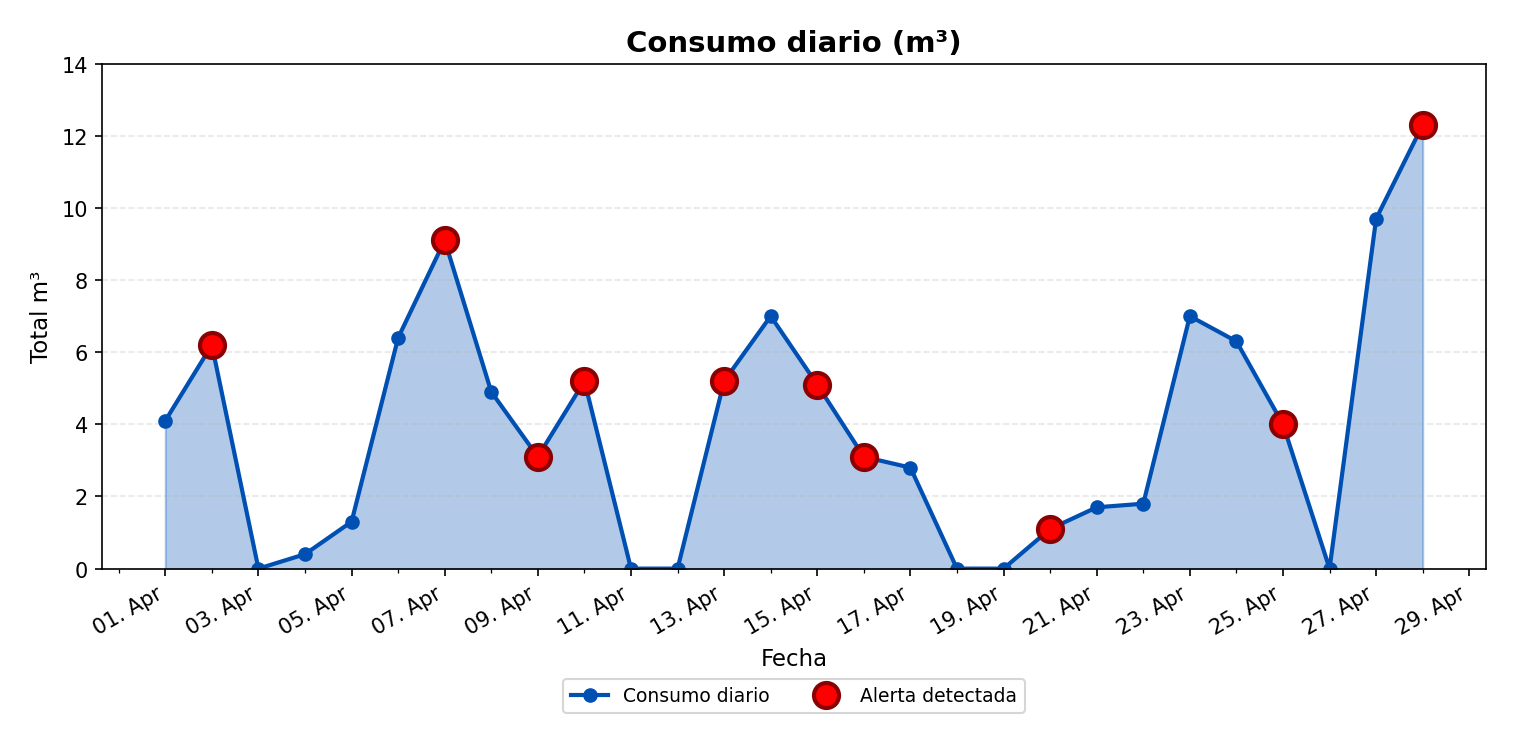 Consumo diario (m³)
14
12
10
8
6
4
2
0
Total m³
01. Apr
03. Apr
05. Apr
07. Apr
09. Apr
11. Apr
13. Apr
15. Apr
17. Apr
19. Apr
21. Apr
23. Apr
25. Apr
27. Apr
29. Apr
Fecha
Consumo diario
Alerta detectada